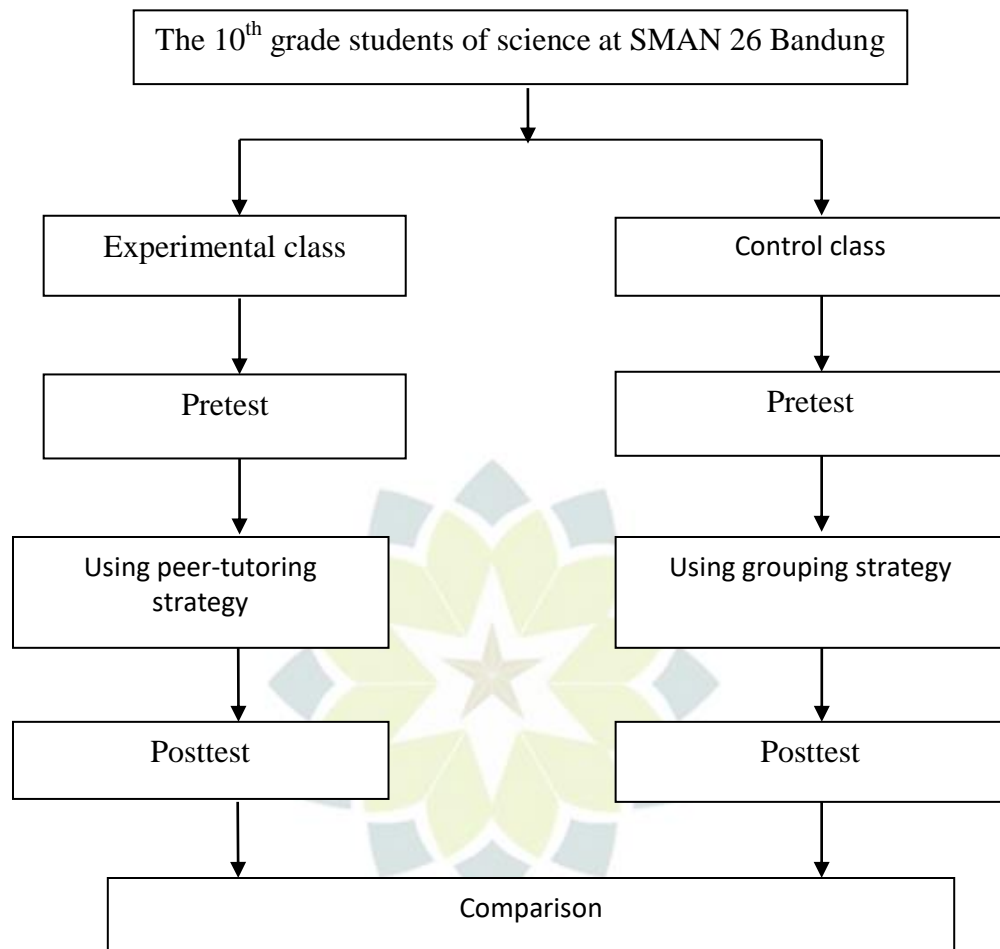 The 10th grade students of science at SMAN 26 Bandung
Experimental class
Control class
Pretest
Pretest
Using peer-tutoring
strategy
Using grouping strategy
Posttest
Posttest
Comparison